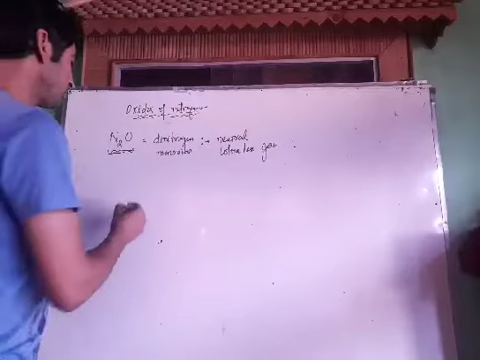 Oxides of nitrogen
N2O = dinitrogen :→ neutral
monoxide colourless gas